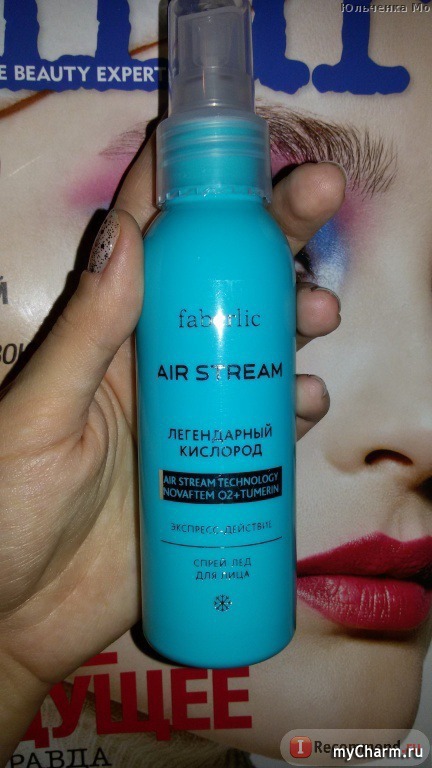 Юльченка Мо
E BEAUTY EXPERT
faberlic
AIR STREAM
ЛЕГЕНДАРНЫЙ
КИСЛОРОД
AIR STREAM TECHNOLOGY
NOVAFTEM O2+TUMERIN
ЭКСПРЕСС-ДЕЙСТВИЕ
СПРЕЙ-ЛЕД
ДЛЯ ЛИЦА
ДУЩЕЕ
РАВДА
myCharm.ru